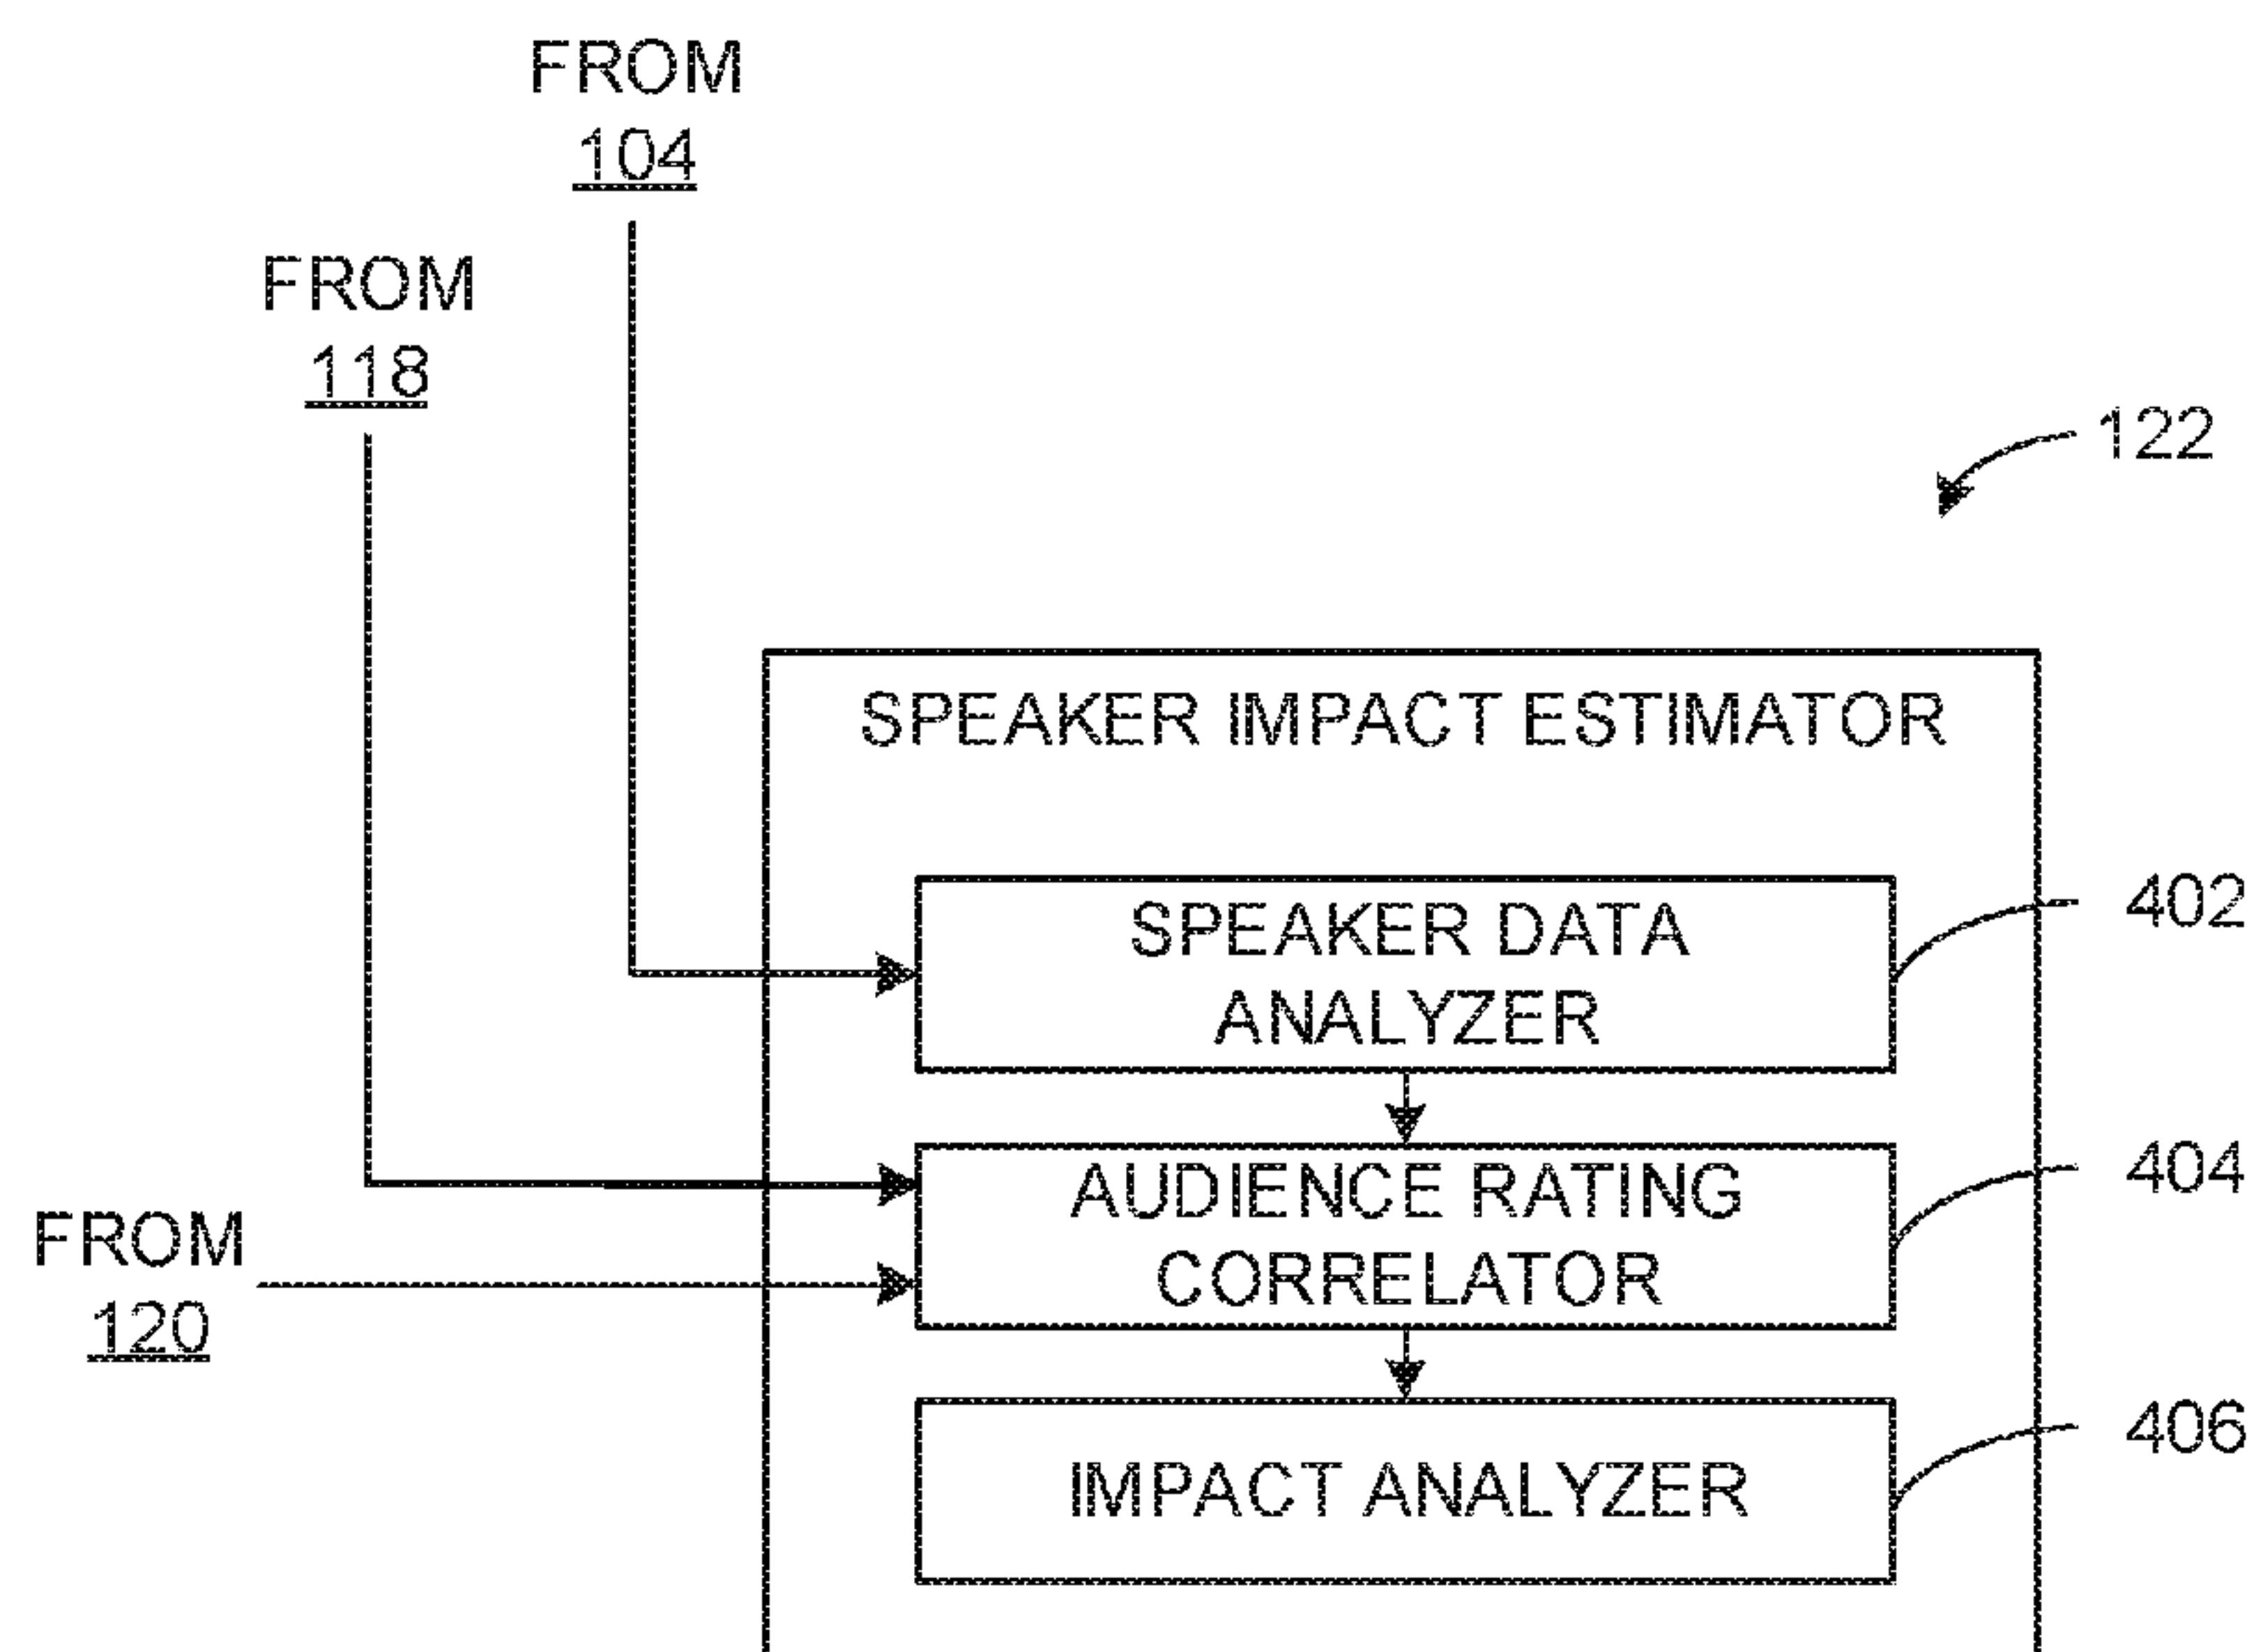 FROM
104
FROM
118
122
SPEAKER IMPACT ESTIMATOR
SPEAKER DATA
ANALYZER
402
AUDIENCE RATING
CORRELATOR
404
FROM
120
IMPACT ANALYZER
406